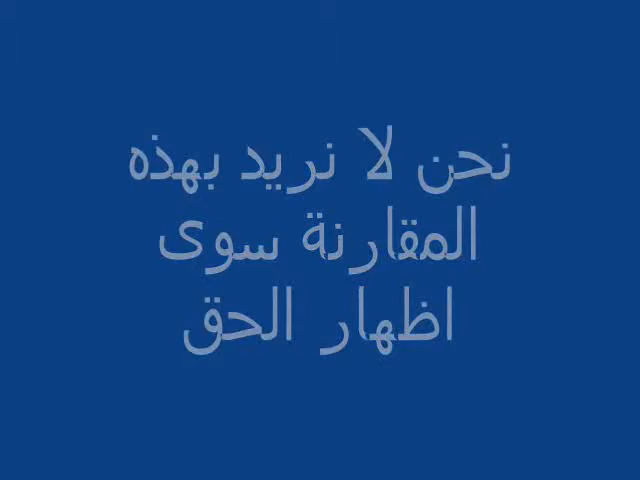 نحن لا نريد بهذه
المقارنة سوى
اظهار الحق